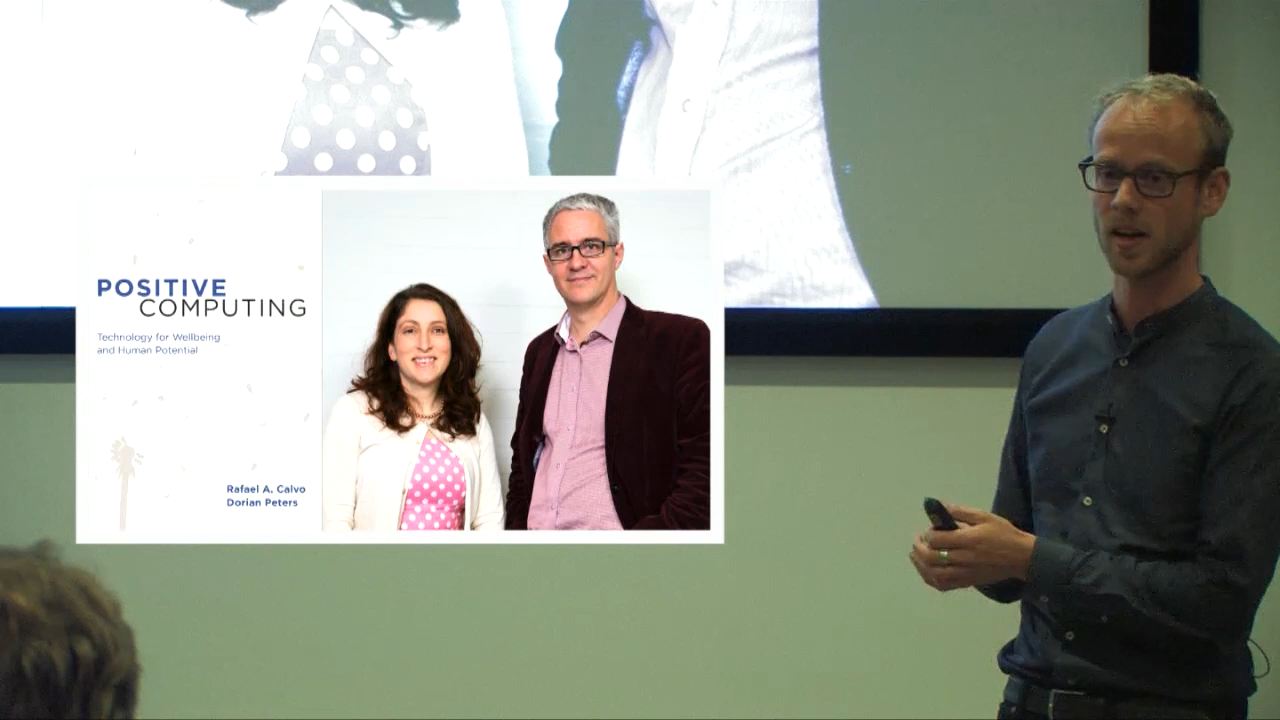 POSITIVE
COMPUTING
Technology for Wellbeing
and Human Potential
Rafael A. Calvo
Dorian Peters